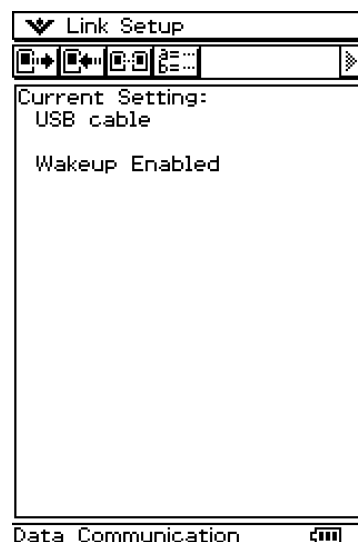 Link Setup
Current Setting:
USB cable
Wakeup Enabled
Data Communication